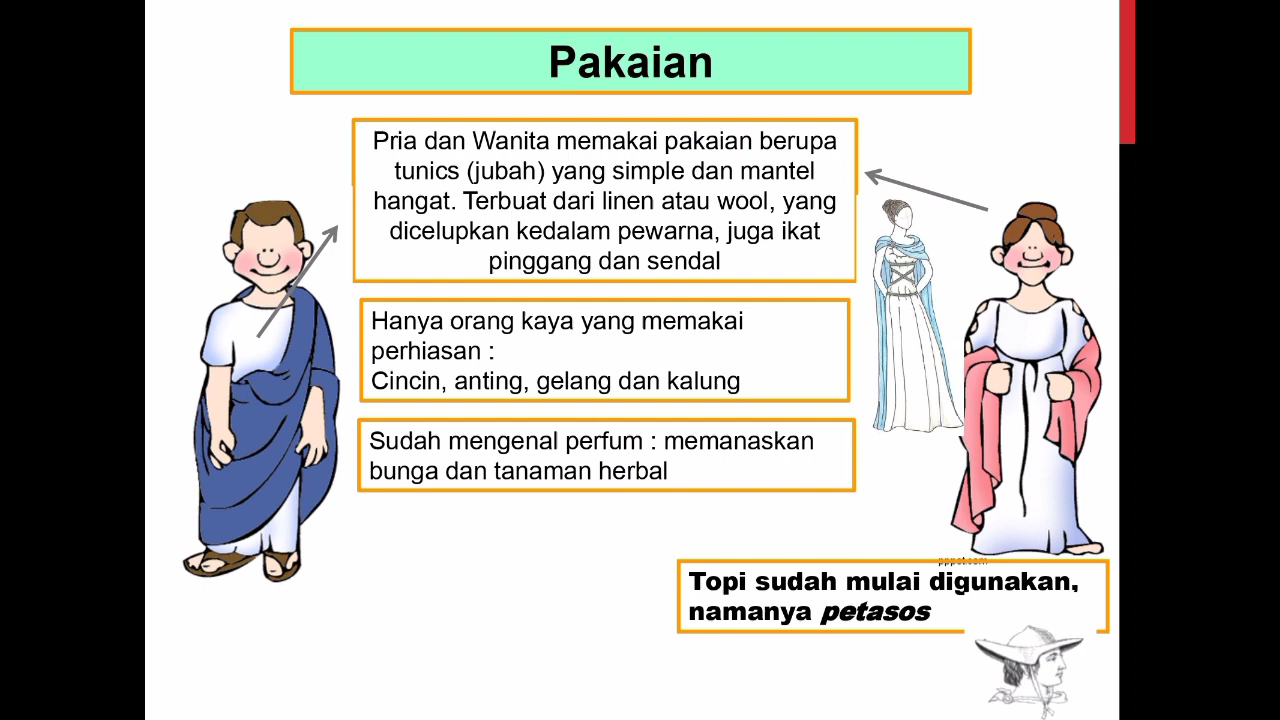 Pakaian
Pria dan Wanita memakai pakaian berupa
tunics (jubah) yang simple dan mantel
hangat. Terbuat dari linen atau wool, yang
dicelupkan kedalam pewarna, juga ikat
pinggang dan sendal
Hanya orang kaya yang memakai
perhiasan :
Cincin, anting, gelang dan kalung
Sudah mengenal perfum : memanaskan
bunga dan tanaman herbal
Topi sudah mulai digunakan,
namanya petasos